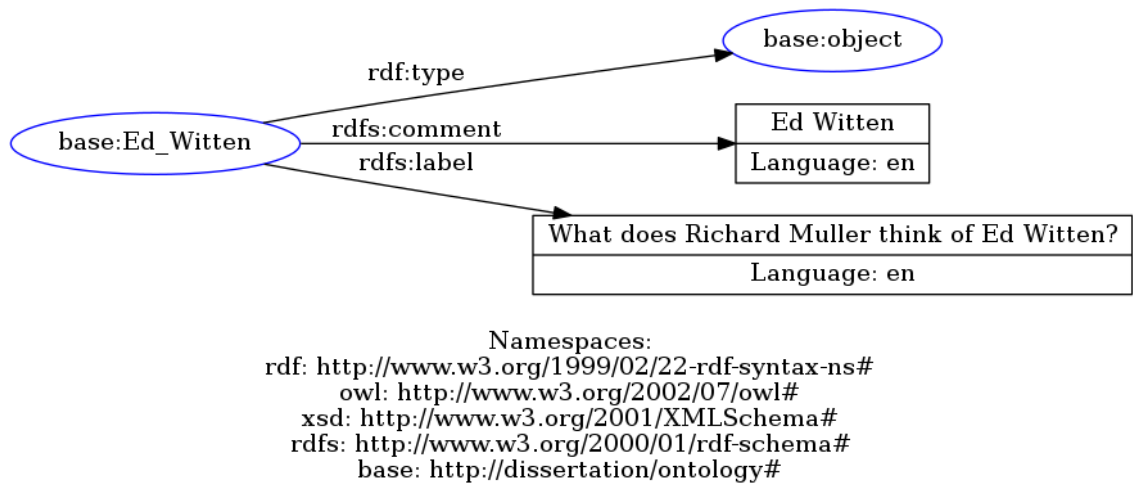 base:object
rdf:type
Ed Witten
rdfs:comment
base:Ed_Witten
Language: en
rdfs:label
What does Richard Muller think of Ed Witten?
Language: en
Namespaces:
rdf: http://www.w3.org/1999/02/22-rdf-syntax-ns#
owl: http://www.w3.org/2002/07/owl#
xsd: http://www.w3.org/2001/XMLSchema#
rdfs: http://www.w3.org/2000/01/rdf-schema#
base: http://dissertation/ontology#